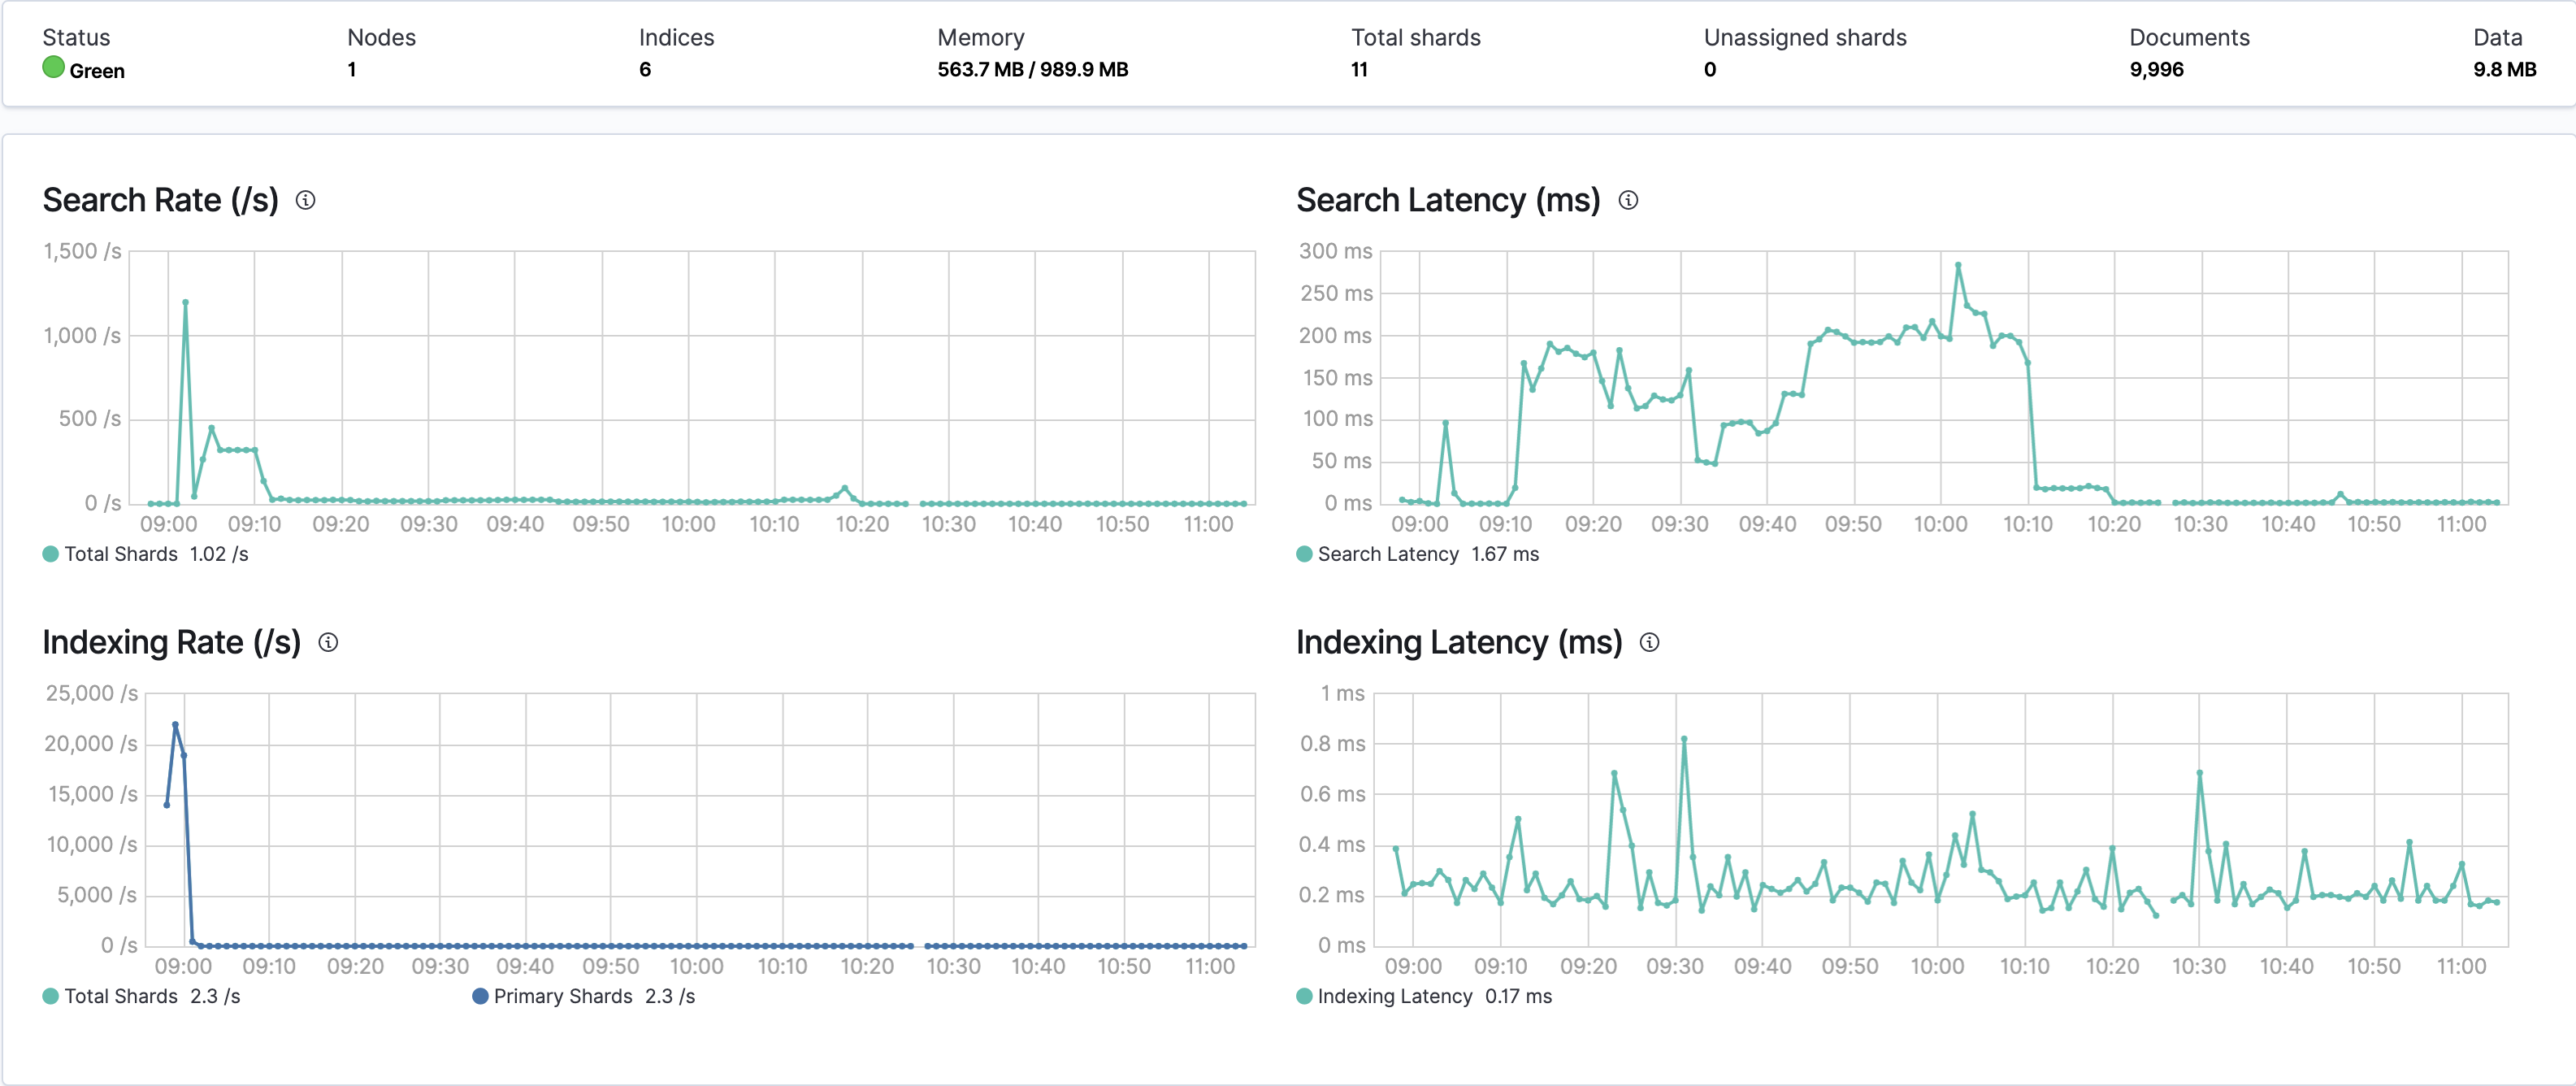 Status Nodes Indices Memory Total shards Unassigned shards Documents Data
Green 1 6 563.7 MB / 989.9 MB 11 0 9,996 9.8 MB
Search Rate (/s)
1,500 /s
1,000 /s
500 /s
0 /s
09:00 09:10 09:20 09:30 09:40 09:50 10:00 10:10 10:20 10:30 10:40 10:50 11:00
Total Shards 1.02 /s
Search Latency (ms)
300 ms
250 ms
200 ms
150 ms
100 ms
50 ms
0 ms
09:00 09:10 09:20 09:30 09:40 09:50 10:00 10:10 10:20 10:30 10:40 10:50 11:00
Search Latency 1.67 ms
Indexing Rate (/s)
25,000 /s
20,000 /s
15,000 /s
10,000 /s
5,000 /s
0 /s
09:00 09:10 09:20 09:30 09:40 09:50 10:00 10:10 10:20 10:30 10:40 10:50 11:00
Total Shards 2.3 /s Primary Shards 2.3 /s
Indexing Latency (ms)
1 ms
0.8 ms
0.6 ms
0.4 ms
0.2 ms
0 ms
09:00 09:10 09:20 09:30 09:40 09:50 10:00 10:10 10:20 10:30 10:40 10:50 11:00
Indexing Latency 0.17 ms